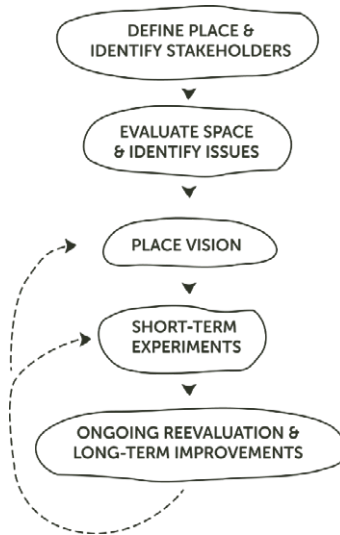 DEFINE PLACE &
IDENTIFY STAKEHOLDERS
EVALUATE SPACE
& IDENTIFY ISSUES
PLACE VISION
SHORT-TERM
EXPERIMENTS
ONGOING REEVALUATION &
LONG-TERM IMPROVEMENTS